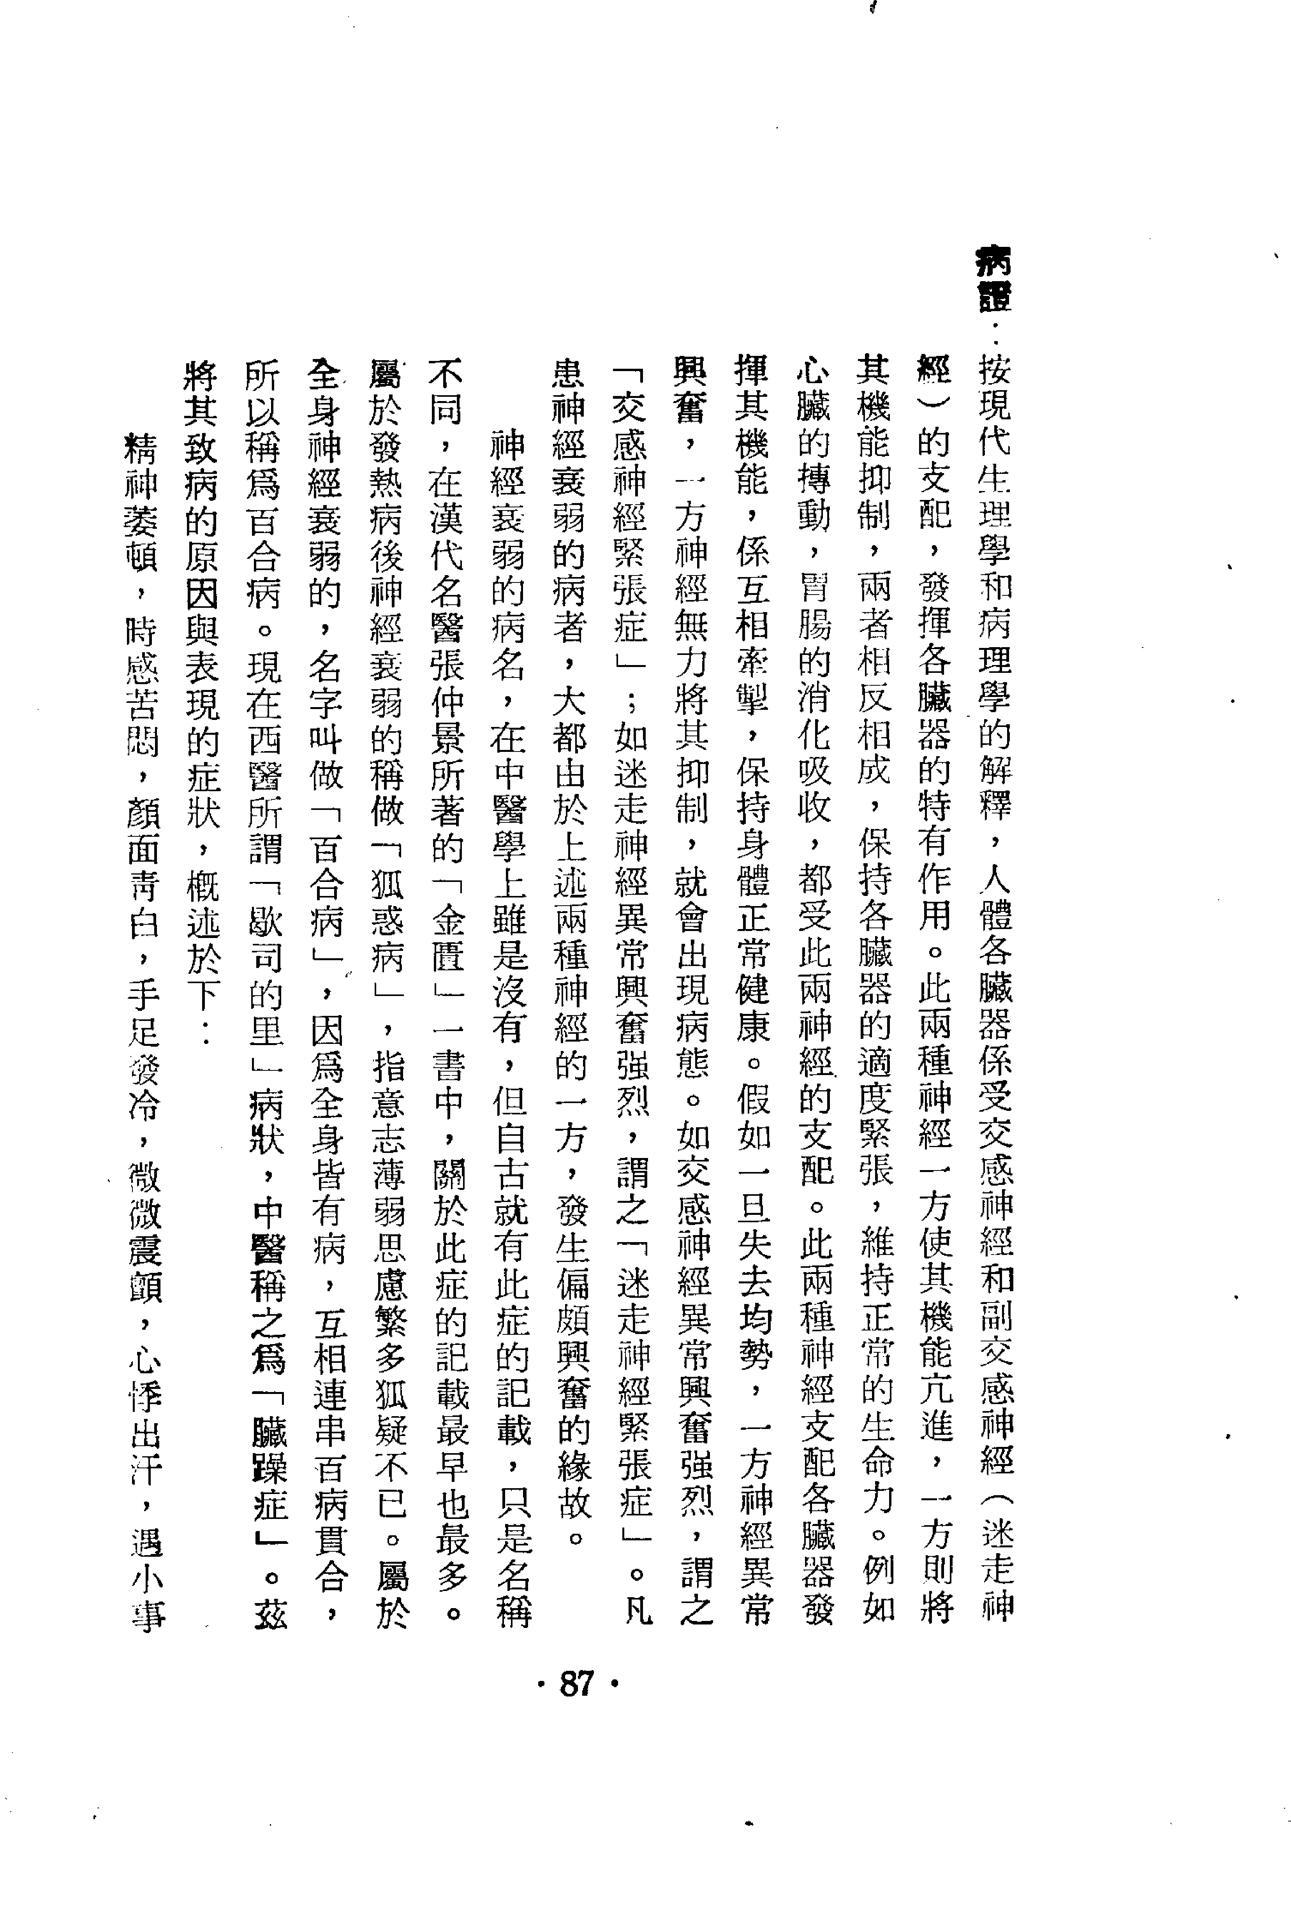 病證：按現代生理學和病理學的解釋，人體各臟器係受交感神經和副交感神經（迷走神
經）的支配，發揮各臟器的特有作用。此兩種神經一方使其機能亢進，一方則將
其機能抑制，兩者相反相成，保持各臟器的適度緊張，維持正常的生命力。例如
心臟的摶動，胃腸的消化吸收，都受此兩神經的支配。此兩種神經支配各臟器發
揮其機能，係互相牽掣，保持身體正常健康。假如一旦失去均勢，一方神經異常
興奮，一方神經無力將其抑制，就會出現病態。如交感神經異常興奮强烈，謂之
「交感神經緊張症」；如迷走神經異常興奮强烈，謂之「迷走神經緊張症」。凡
患神經衰弱的病者，大都由於上述兩種神經的一方，發生偏頗興奮的緣故。
神經衰弱的病名，在中醫學上雖是沒有，但自古就有此症的記載，只是名稱
不同，在漢代名醫張仲景所著的「金匱」一書中，關於此症的記載最早也最多。
屬於發熱病後神經衰弱的稱做「狐惑病」，指意志薄弱思慮繁多狐疑不已。屬於
全身神經衰弱的，名字叫做「百合病」，因爲全身皆有病，互相連串百病貫合，
所以稱爲百合病。現在西醫所謂「歇司的里」病狀，中醫稱之爲「臟躁症」。茲
將其致病的原因與表現的症狀，概述於下：
精神萎頓，時感苦悶，顏面靑白，手足發冷，微微震顫，心悸出汗，遇小事
・87・